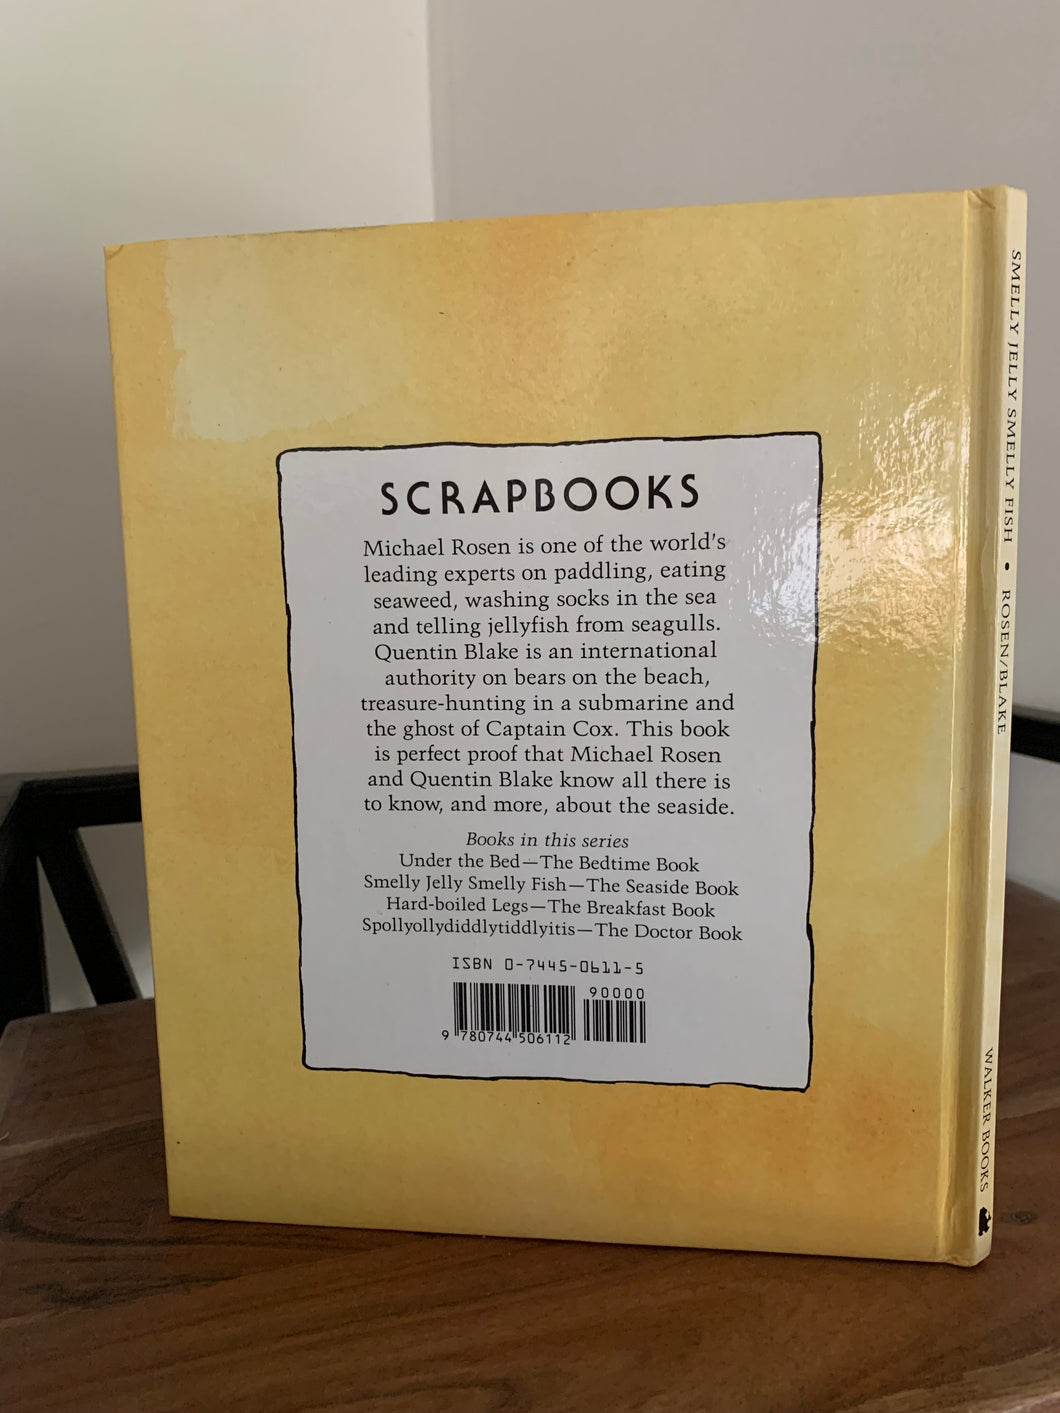 SCRAPBOOKS
Michael Rosen is one of the world's
leading experts on paddling, eating
seaweed, washing socks in the sea
and telling jellyfish from seagulls.
Quentin Blake is an international
authority on bears on the beach,
treasure-hunting in a submarine and
the ghost of Captain Cox. This book
is perfect proof that Michael Rosen
and Quentin Blake know all there is
to know, and more, about the seaside.
Books in this series
Under the Bed—The Bedtime Book
Smelly Jelly Smelly Fish—The Seaside Book
Hard-boiled Legs—The Breakfast Book
Spollyollydiddlytiddlyitis—The Doctor Book
ISBN 0-7445-0611-5
90000
9 780744 506112
SMELLY JELLY SMELLY FISH • ROSEN/BLAKE WALKER BOOKS